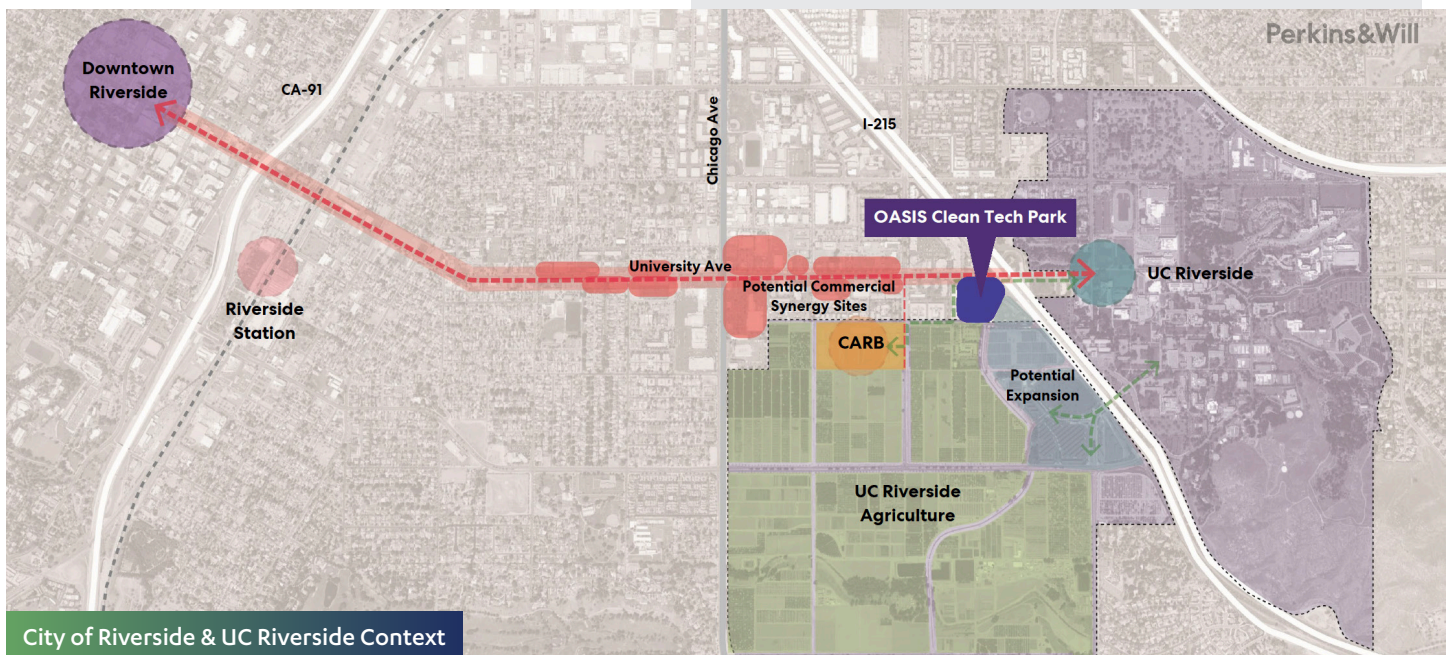 Perkins&Will
Downtown
Riverside
CA-91
Chicago Ave
I-215
OASIS Clean Tech Park
University Ave
UC Riverside
Potential Commercial
Synergy Sites
Riverside
Station
CARB
Potential
Expansion
UC Riverside
Agriculture
City of Riverside & UC Riverside Context